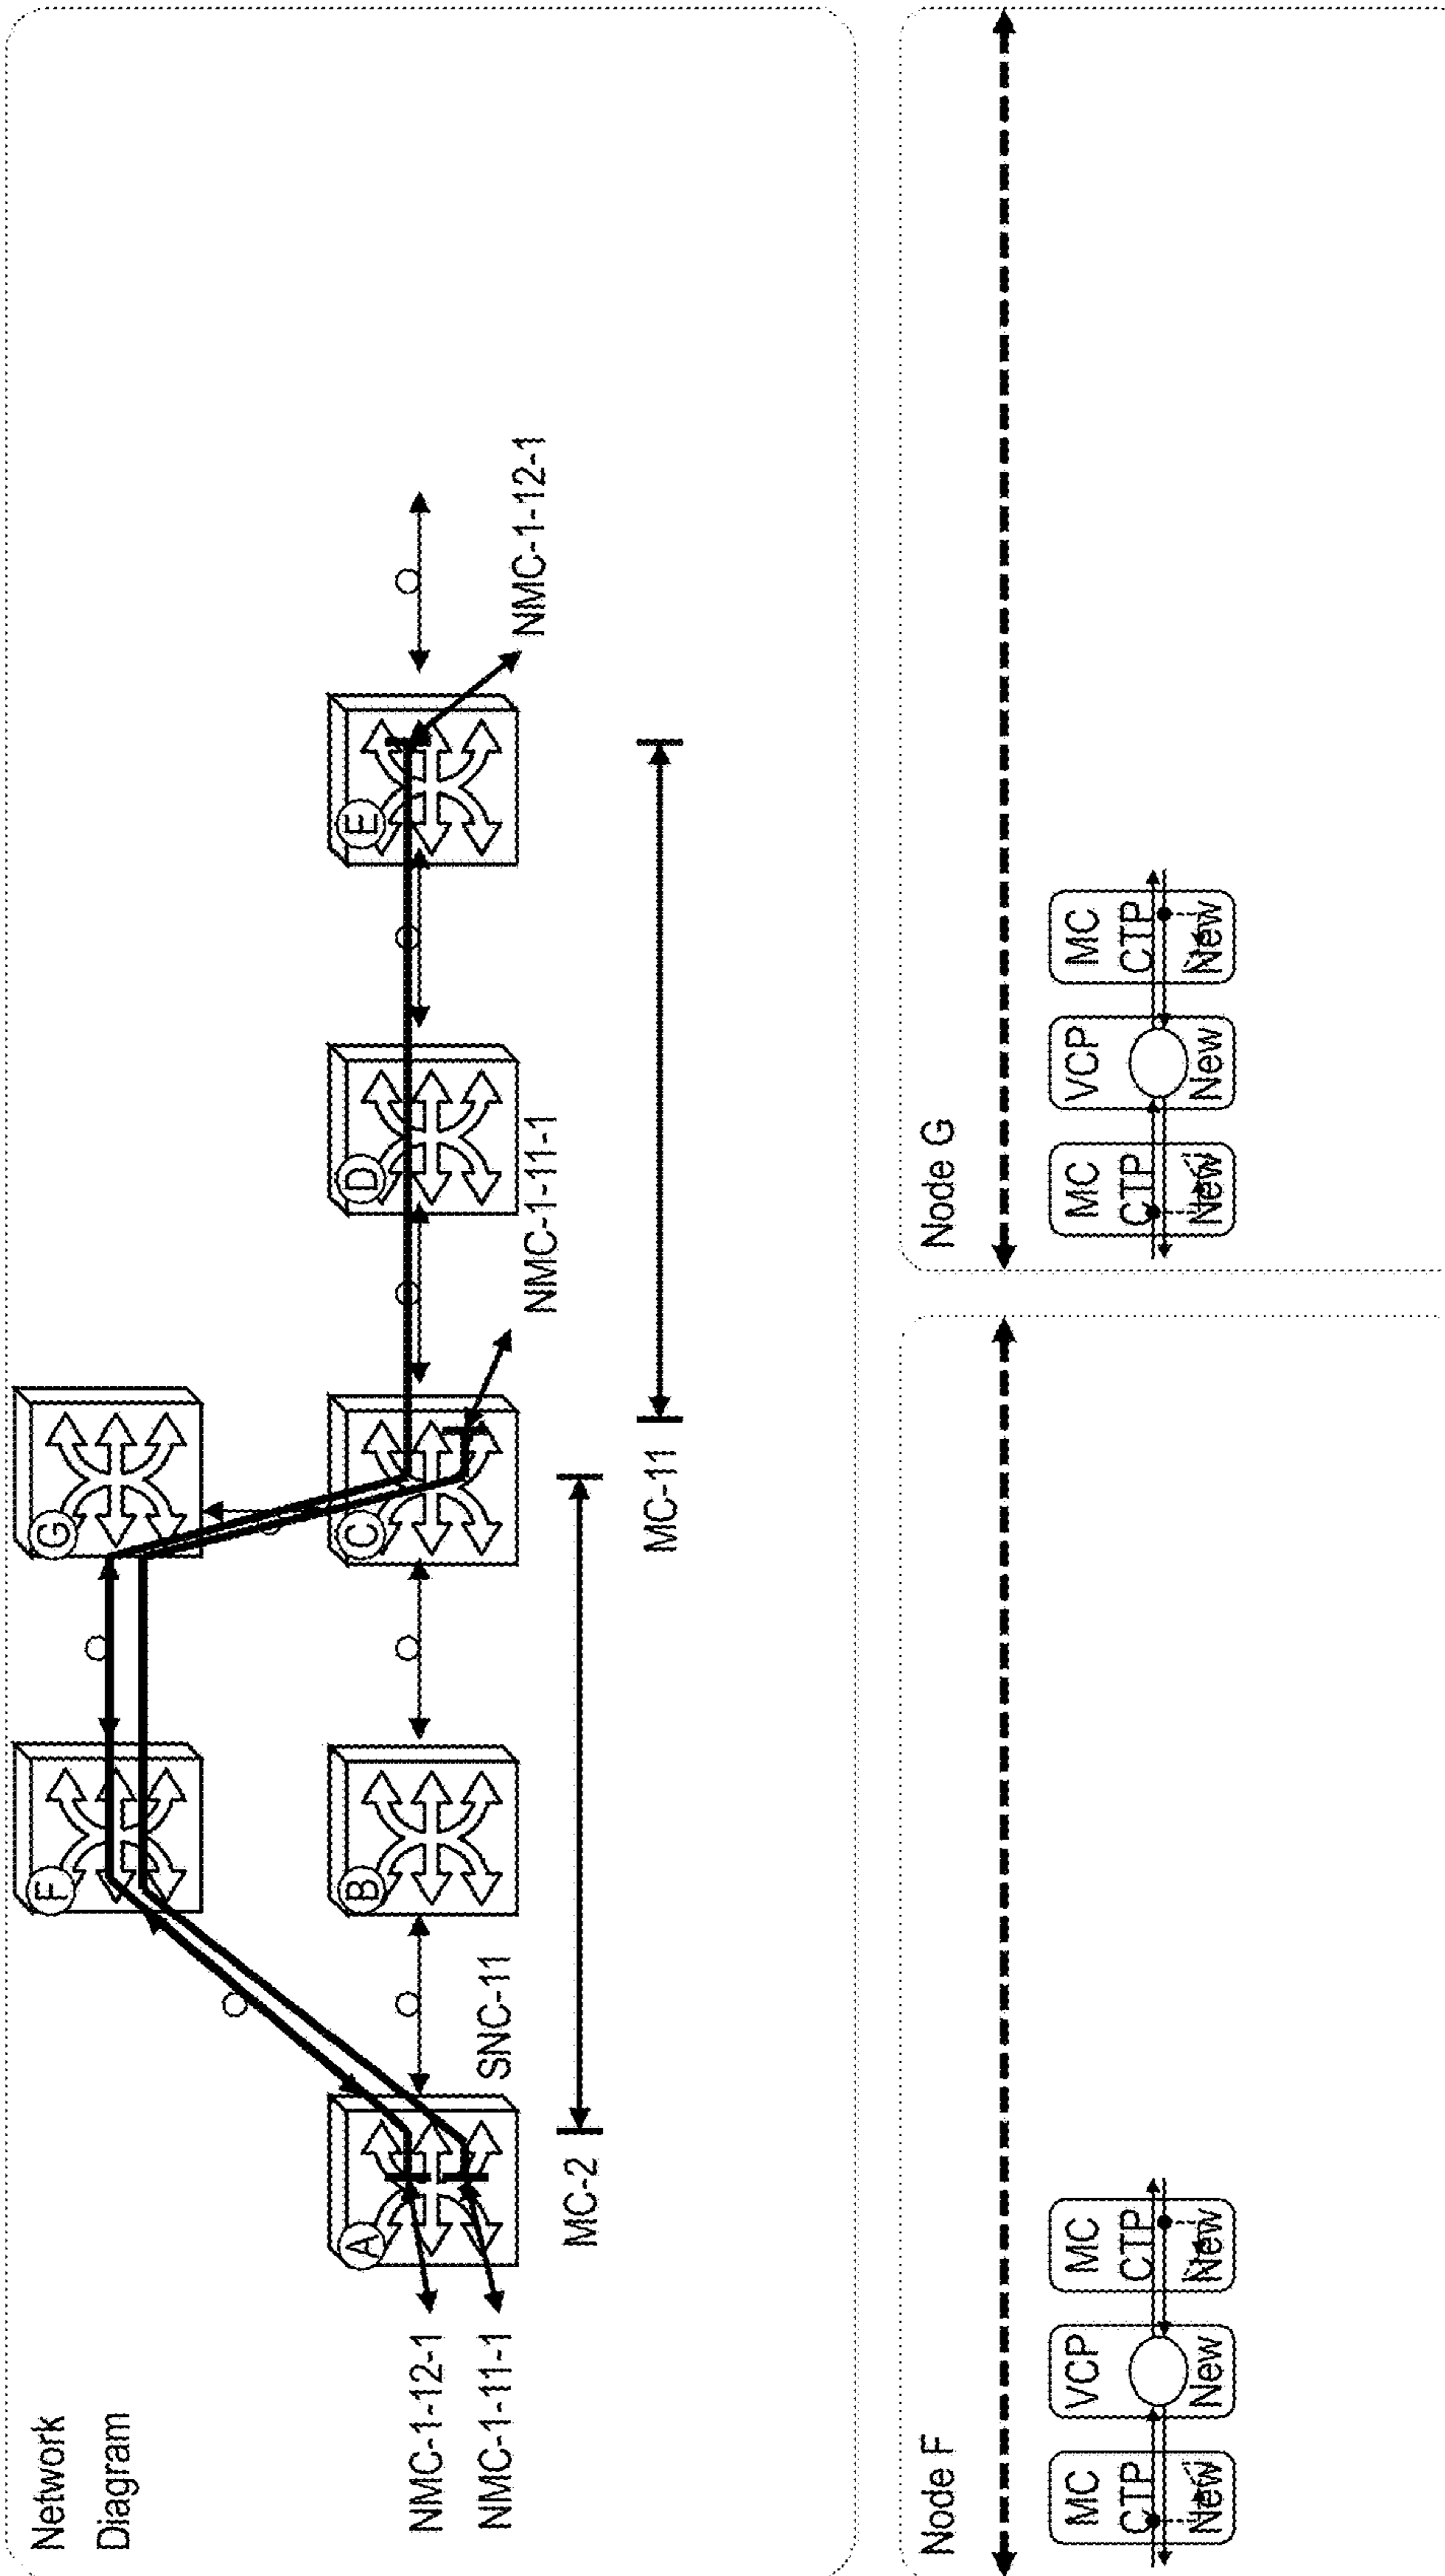 Network
Diagram
F
G
A
B
C
D
E
NMC-1-12-1
NMC-1-11-1
SNC-11
NMC-1-11-1
NMC-1-12-1
MC-2
MC-11
Node F
MC
CTP
New
VCP
New
MC
CTP
New
Node G
MC
CTP
New
VCP
New
MC
CTP
New